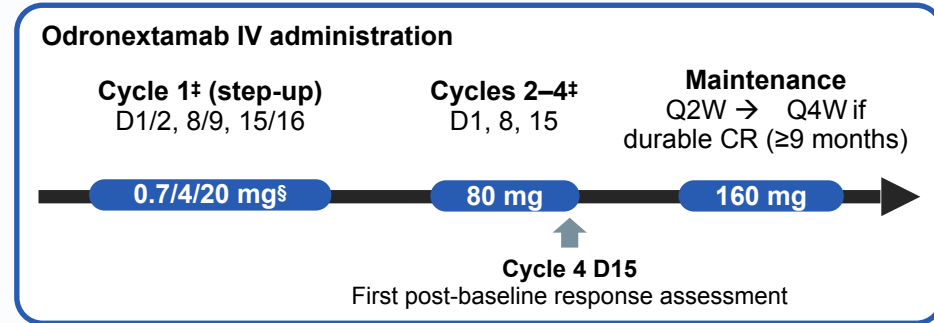 Odronextamab IV administration
Cycle 1‡ (step-up)
D1/2, 8/9, 15/16
0.7/4/20 mg§
Cycles 2–4‡
D1, 8, 15
80 mg
Maintenance
Q2W → Q4W if
durable CR (≥9 months)
160 mg
Cycle 4 D15
First post-baseline response assessment